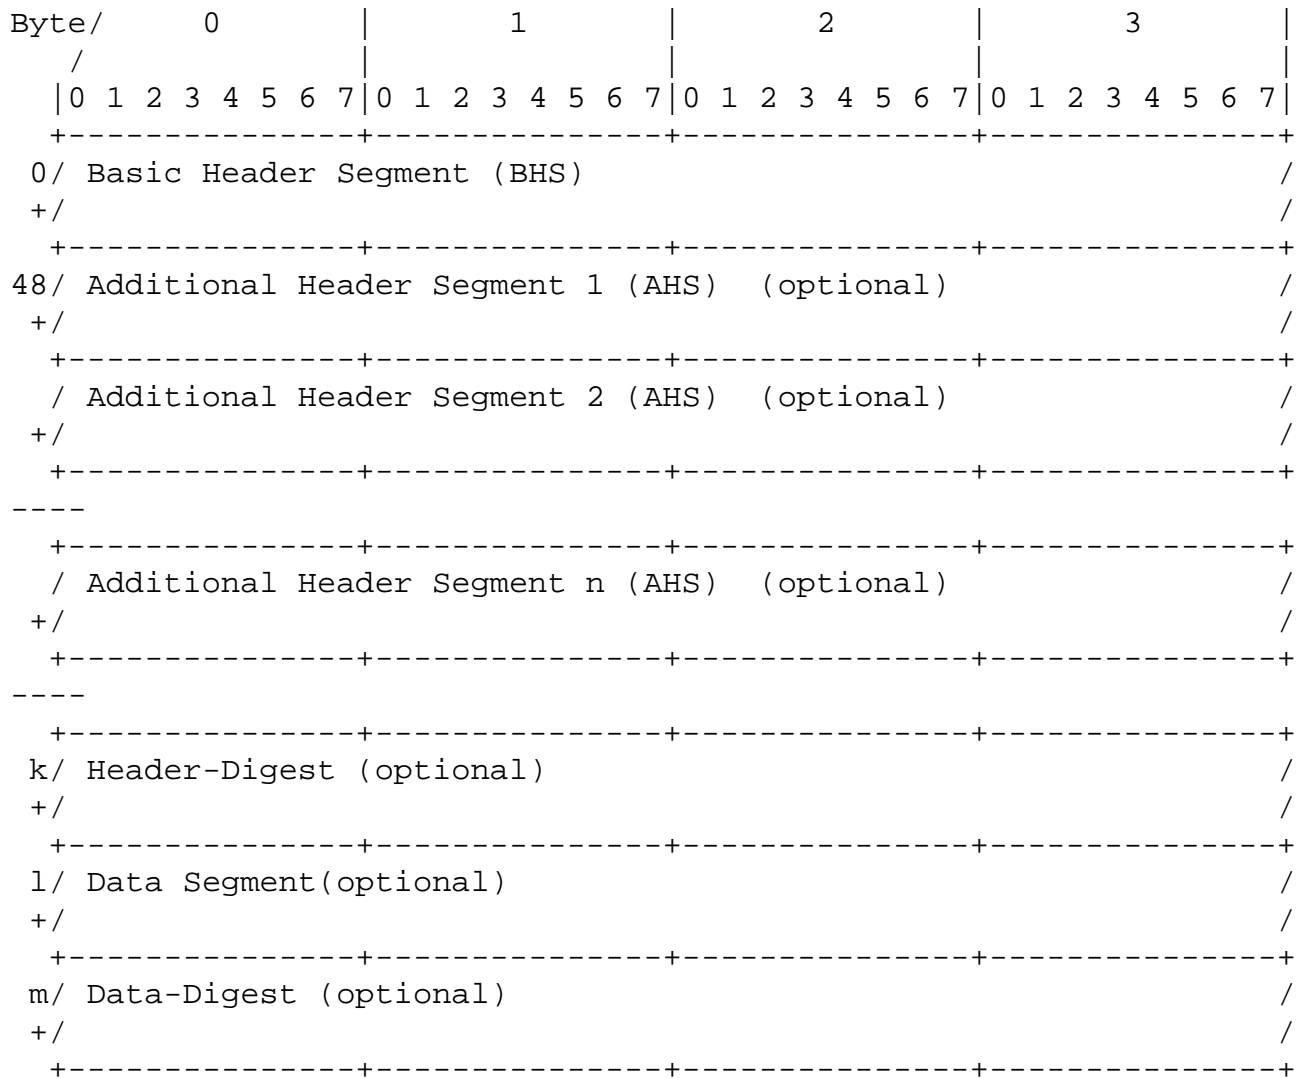 Byte/     0       |       1       |       2       |       3       |
   /              |               |               |               |
  |0 1 2 3 4 5 6 7|0 1 2 3 4 5 6 7|0 1 2 3 4 5 6 7|0 1 2 3 4 5 6 7|
  +---------------+---------------+---------------+---------------+
 0/ Basic Header Segment (BHS)                                    /
 +/                                                               /
  +---------------+---------------+---------------+---------------+
48/ Additional Header Segment 1 (AHS)  (optional)                 /
 +/                                                               /
  +---------------+---------------+---------------+---------------+
  / Additional Header Segment 2 (AHS)  (optional)                 /
 +/                                                               /
  +---------------+---------------+---------------+---------------+
----
  +---------------+---------------+---------------+---------------+
  / Additional Header Segment n (AHS)  (optional)                 /
 +/                                                               /
  +---------------+---------------+---------------+---------------+
----
  +---------------+---------------+---------------+---------------+
 k/ Header-Digest (optional)                                      /
 +/                                                               /
  +---------------+---------------+---------------+---------------+
 l/ Data Segment(optional)                                        /
 +/                                                               /
  +---------------+---------------+---------------+---------------+
 m/ Data-Digest (optional)                                        /
 +/                                                               /
  +---------------+---------------+---------------+---------------+